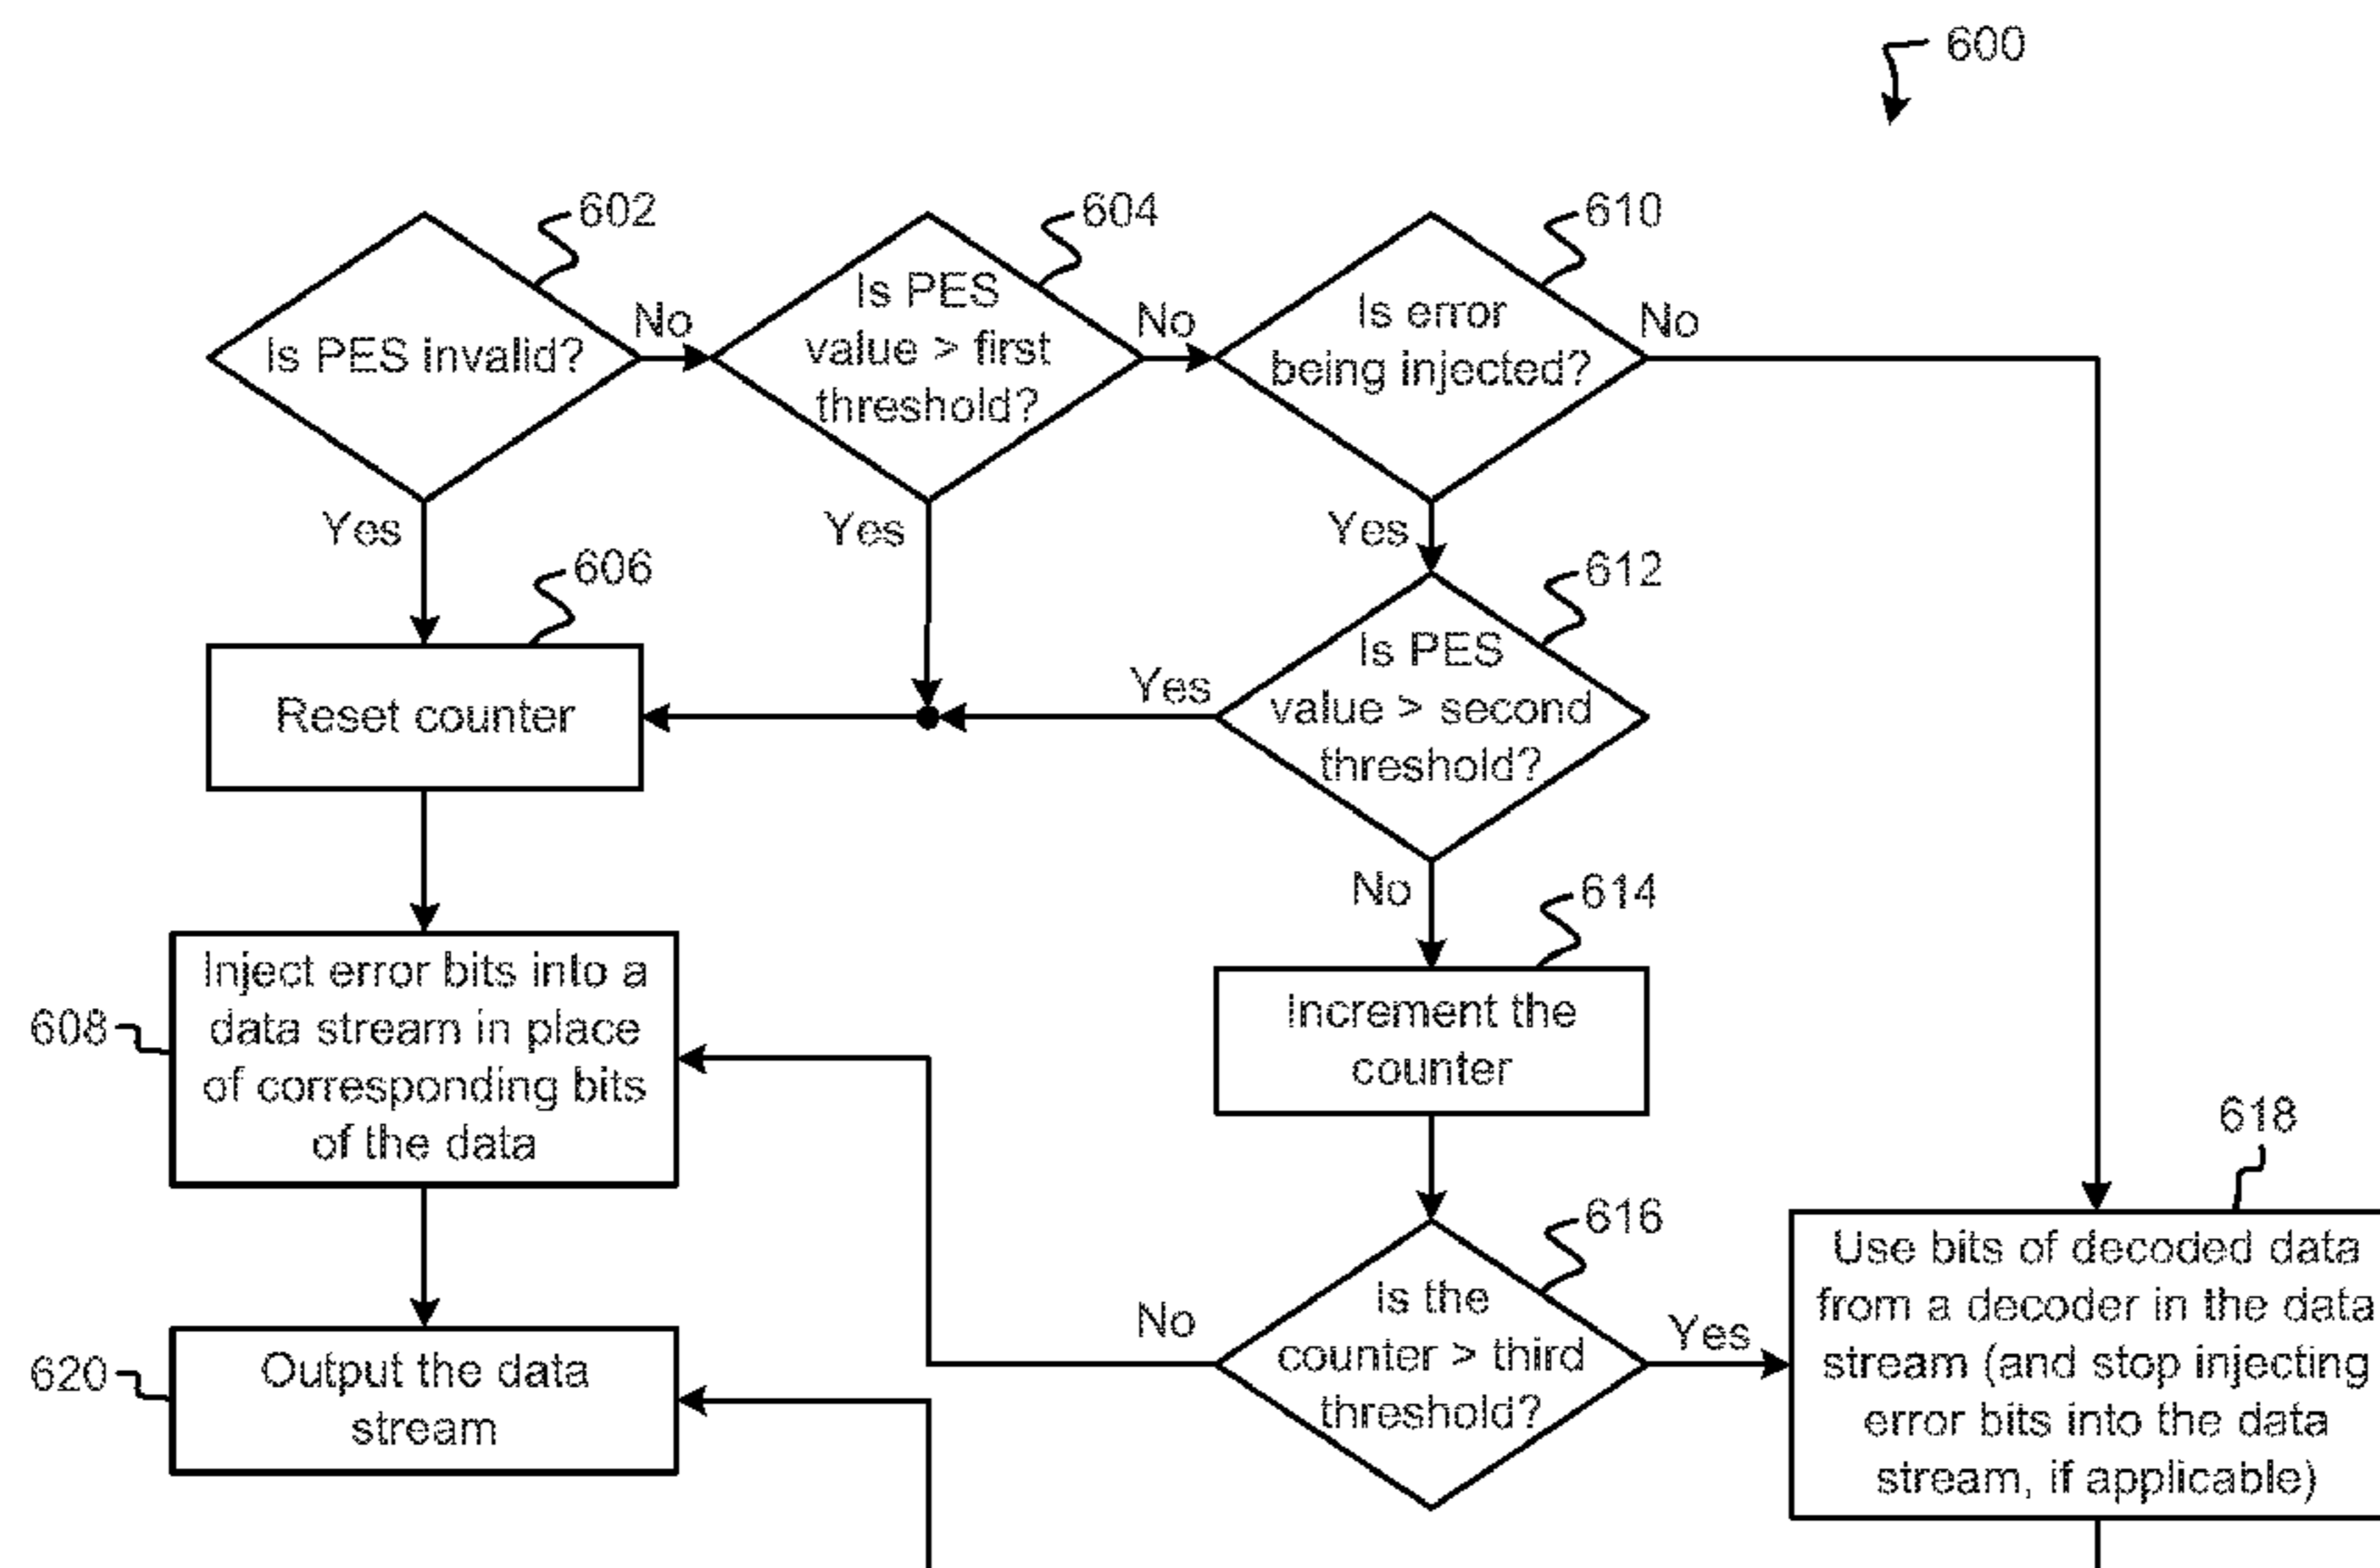 600
602
604
610
Is PES invalid?
No
Is PES
value > first
threshold?
No
Is error
being injected?
No
Yes
Yes
Yes
606
612
Reset counter
Yes
Is PES
value > second
threshold?
No
614
608
Inject error bits into a
data stream in place
of corresponding bits
of the data
Increment the
counter
618
616
620
Output the data
stream
No
Is the
counter > third
threshold?
Yes
Use bits of decoded data
from a decoder in the data
stream (and stop injecting
error bits into the data
stream, if applicable)